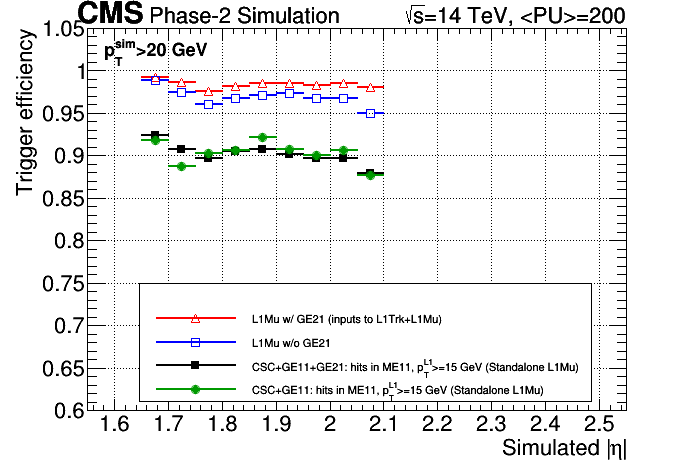 CMS Phase-2 Simulation √s=14 TeV, <PU>=200
p_T^sim>20 GeV
Trigger efficiency
1.05
1
0.95
0.9
0.85
0.8
0.75
0.7
0.65
0.6
L1Mu w/ GE21 (inputs to L1Trk+L1Mu)
L1Mu w/o GE21
CSC+GE11+GE21: hits in ME11, p_T^L1>=15 GeV (Standalone L1Mu)
CSC+GE11: hits in ME11, p_T^L1>=15 GeV (Standalone L1Mu)
1.6 1.7 1.8 1.9 2 2.1 2.2 2.3 2.4 2.5
Simulated |η|